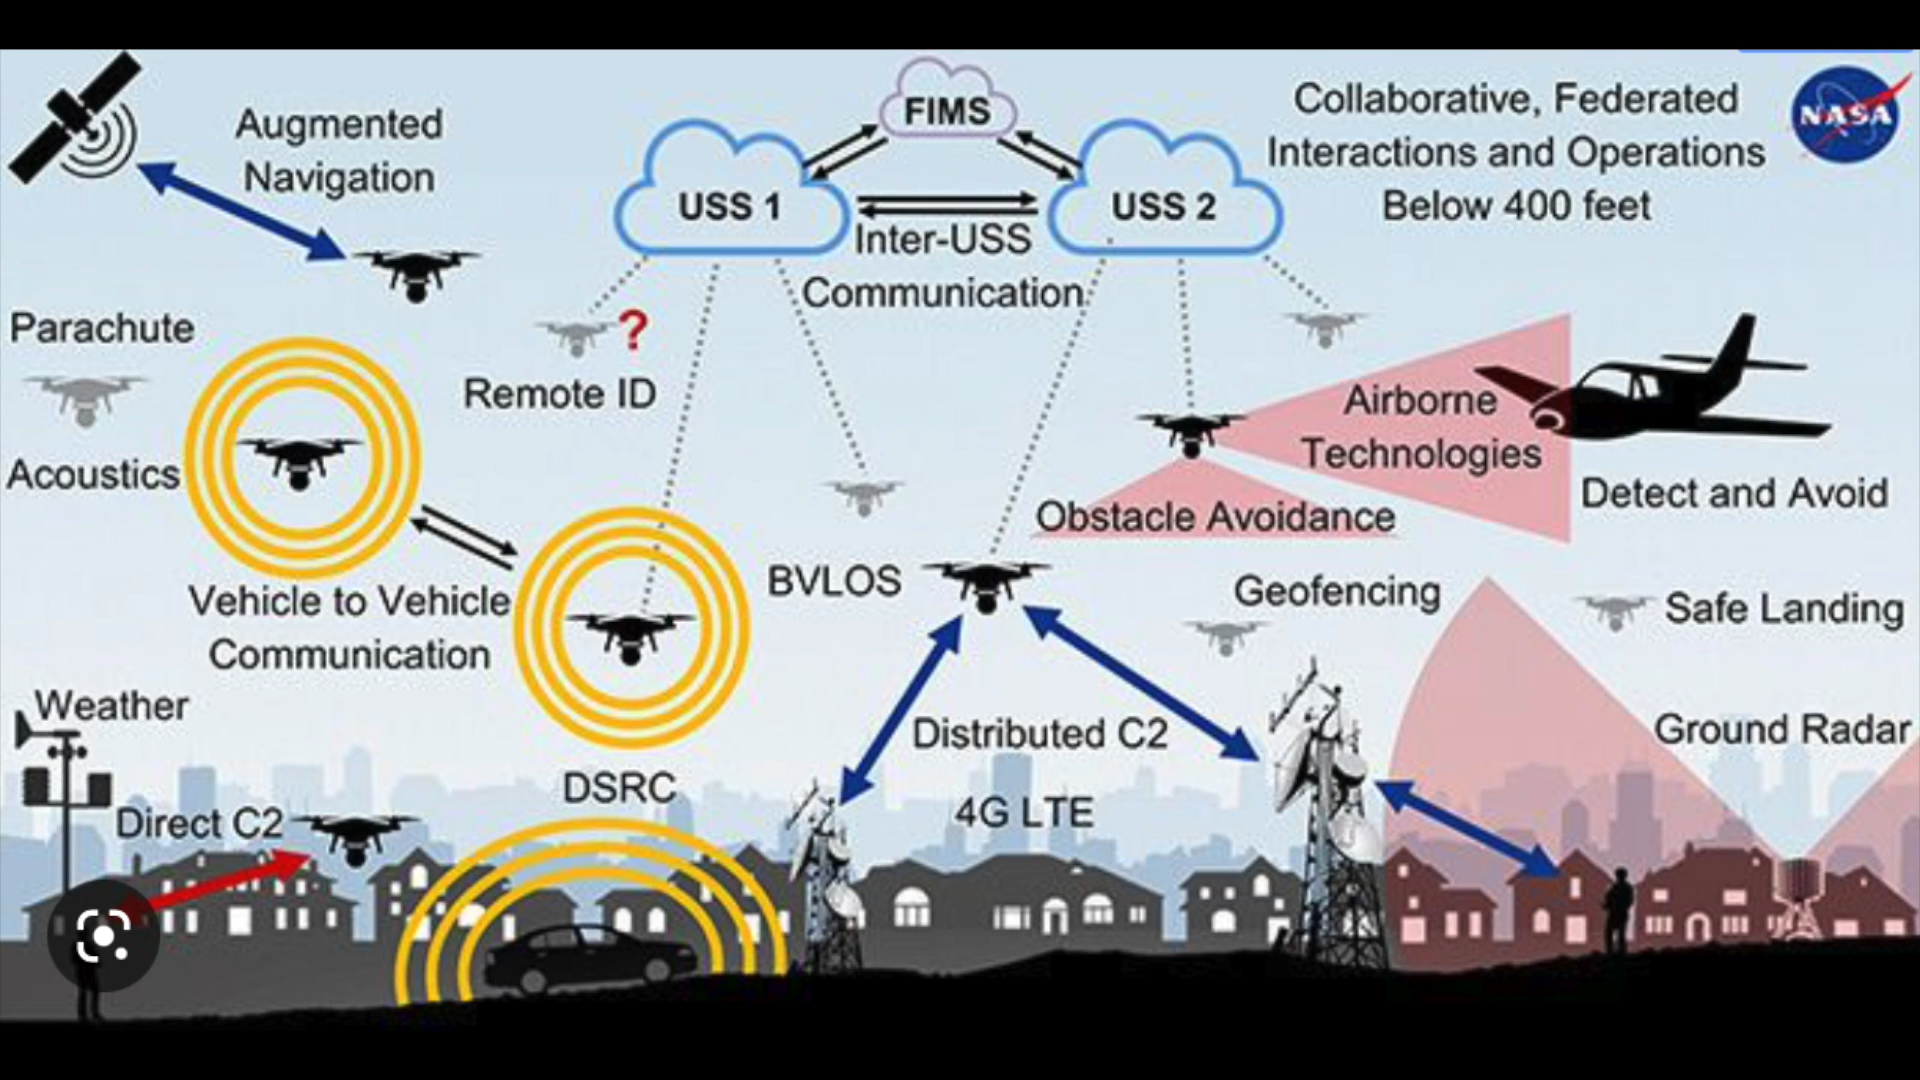 FIMS
Collaborative, Federated
Interactions and Operations
Below 400 feet
NASA
Augmented
Navigation
USS 1
USS 2
Inter-USS
Communication
Parachute
Remote ID
?
Acoustics
Airborne
Technologies
Detect and Avoid
Obstacle Avoidance
Vehicle to Vehicle
Communication
BVLOS
Geofencing
Safe Landing
Weather
Distributed C2
Ground Radar
DSRC
4G LTE
Direct C2